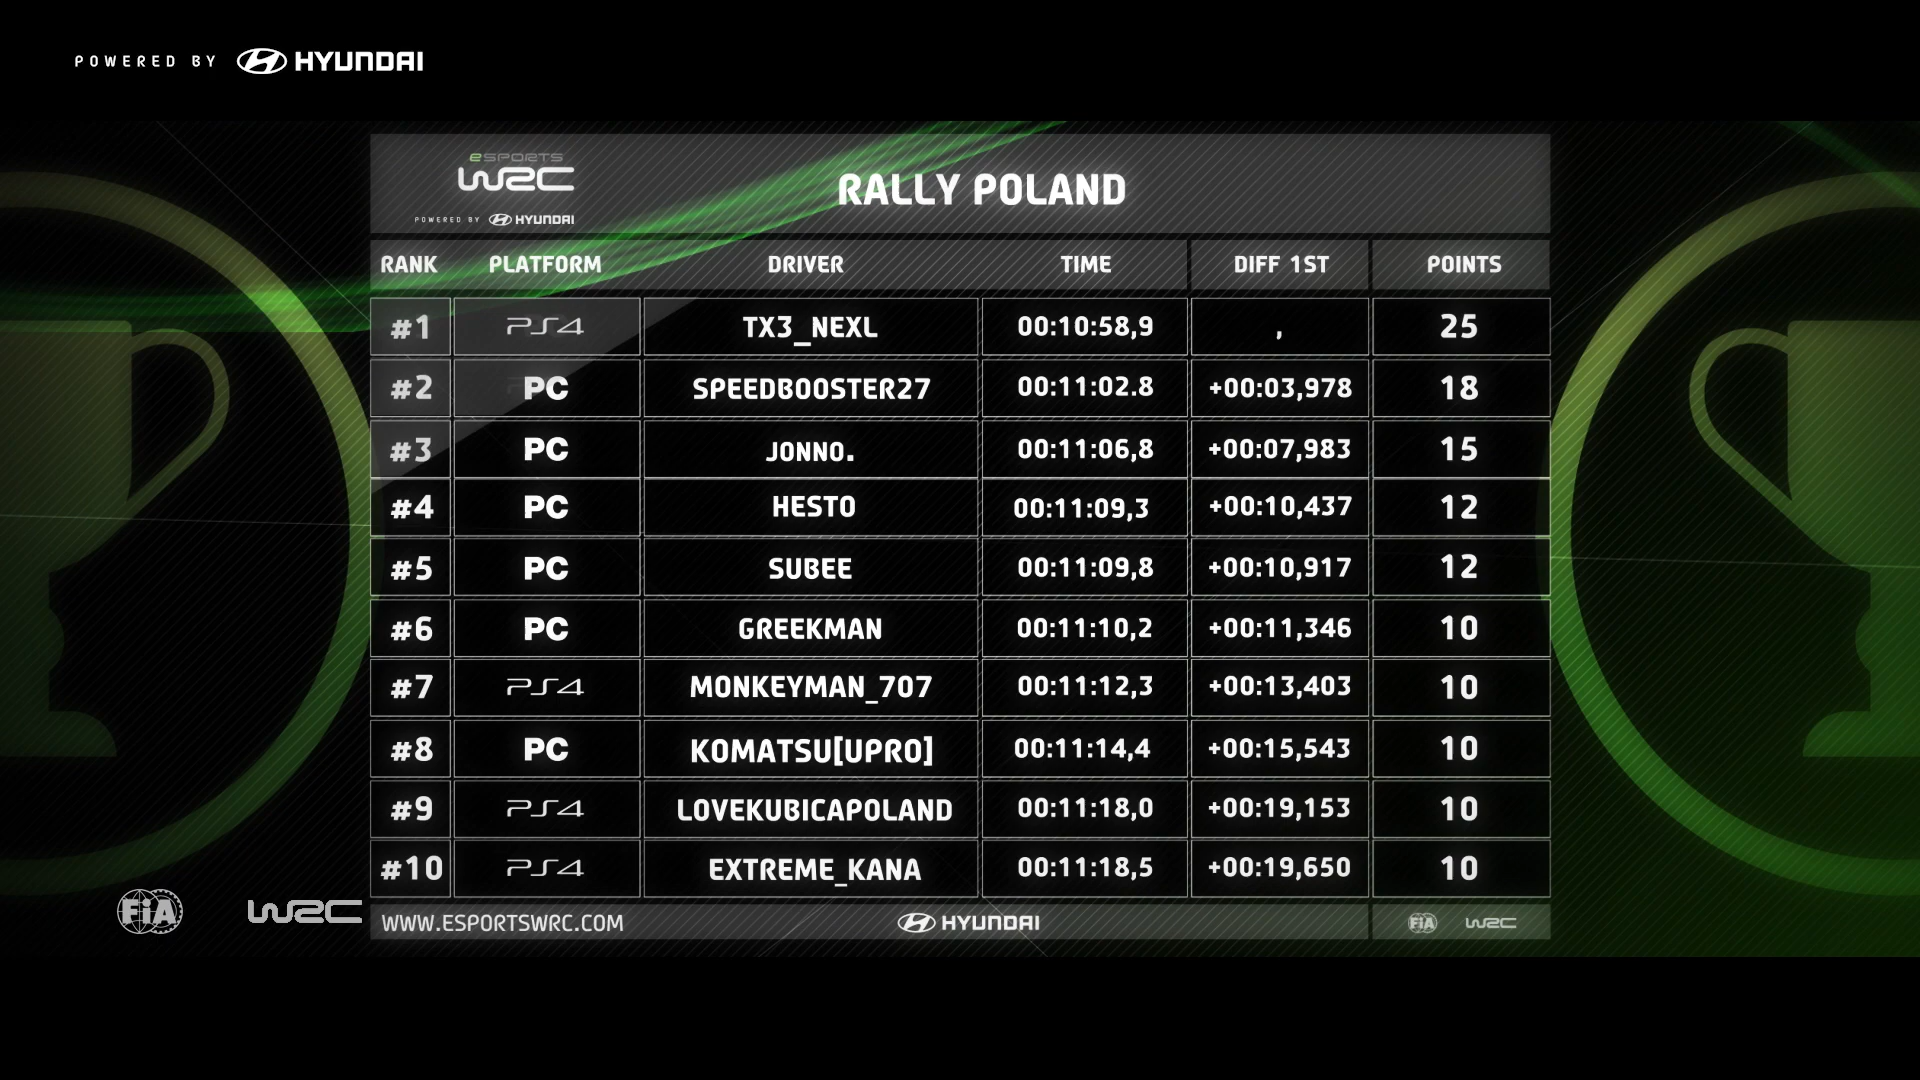 POWERED BY HYUNDAI
eSPORTS
WRC
POWERED BY HYUNDAI
RALLY POLAND
RANK PLATFORM DRIVER TIME DIFF 1ST POINTS
#1 PS4 TX3_NEXL 00:10:58,9 , 25
#2 PC SPEEDBOOSTER27 00:11:02.8 +00:03,978 18
#3 PC JONNO. 00:11:06,8 +00:07,983 15
#4 PC HESTO 00:11:09,3 +00:10,437 12
#5 PC SUBEE 00:11:09,8 +00:10,917 12
#6 PC GREEKMAN 00:11:10,2 +00:11,346 10
#7 PS4 MONKEYMAN_707 00:11:12,3 +00:13,403 10
#8 PC KOMATSU[UPRO] 00:11:14,4 +00:15,543 10
#9 PS4 LOVEKUBICAPOLAND 00:11:18,0 +00:19,153 10
#10 PS4 EXTREME_KANA 00:11:18,5 +00:19,650 10
FiA WRC WWW.ESPORTSWRC.COM HYUNDAI FiA WRC